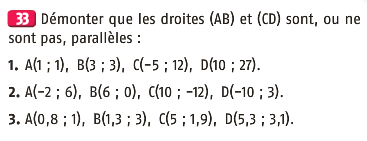 33 Démonter que les droites (AB) et (CD) sont, ou ne
sont pas, parallèles :
1. A(1 ; 1), B(3 ; 3), C(-5 ; 12), D(10 ; 27).
2. A(-2 ; 6), B(6 ; 0), C(10 ; -12), D(-10 ; 3).
3. A(0,8 ; 1), B(1,3 ; 3), C(5 ; 1,9), D(5,3 ; 3,1).